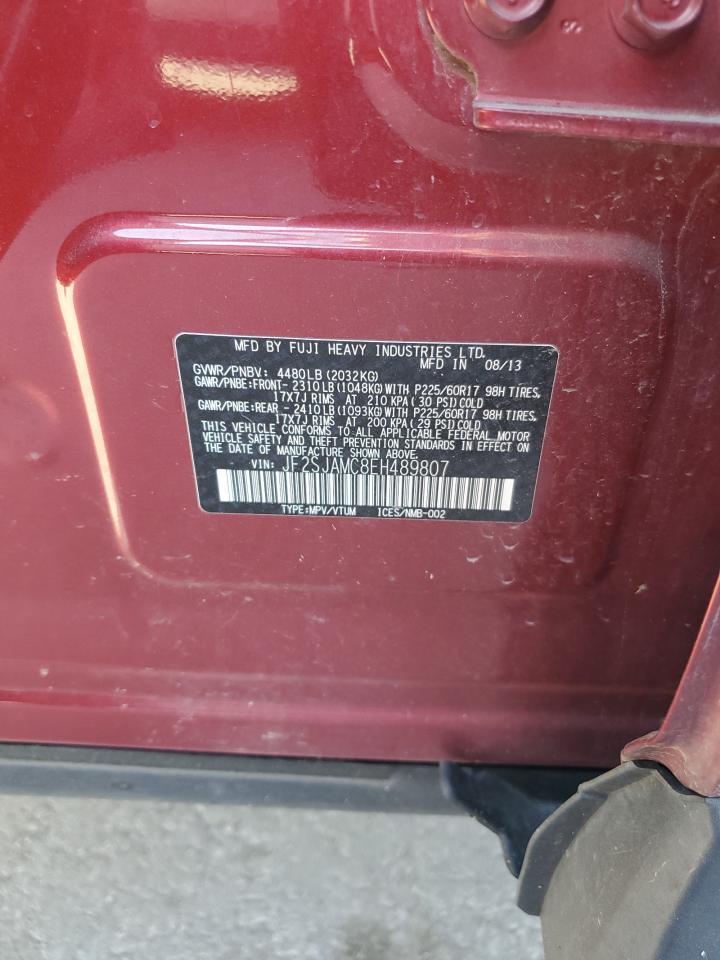 MFD BY FUJI HEAVY INDUSTRIES LTD.
MFD IN 08/13
GVWR/PNBV: 4480LB(2032KG)
GAWR/PNBE:FRONT-2310LB(1048KG)WITH P225/60R17 98H TIRES,
17X7J RIMS AT 210KPA(30 PSI)COLD
GAWR/PNBE:REAR -2410LB(1093KG)WITH P225/60R17 98H TIRES,
17X7J RIMS AT 200KPA(29 PSI)COLD
THIS VEHICLE CONFORMS TO ALL APPLICABLE FEDERAL MOTOR
VEHICLE SAFETY AND THEFT PREVENTION STANDARDS IN EFFECT ON
THE DATE OF MANUFACTURE SHOWN ABOVE.
VIN: JF2SJAMC8EH489807
TYPE:MPV/VTUM ICES/NMB-002